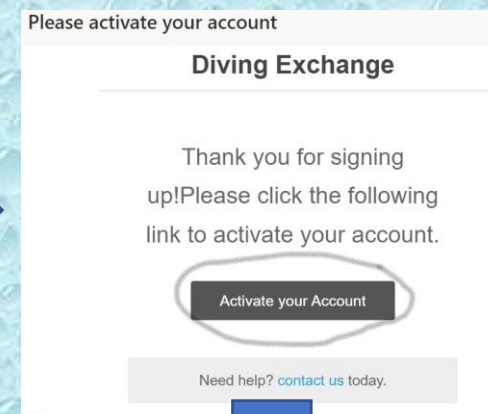 Please activate your account
Diving Exchange
Thank you for signing
up!Please click the following
link to activate your account.
Activate your Account
Need help? contact us today.